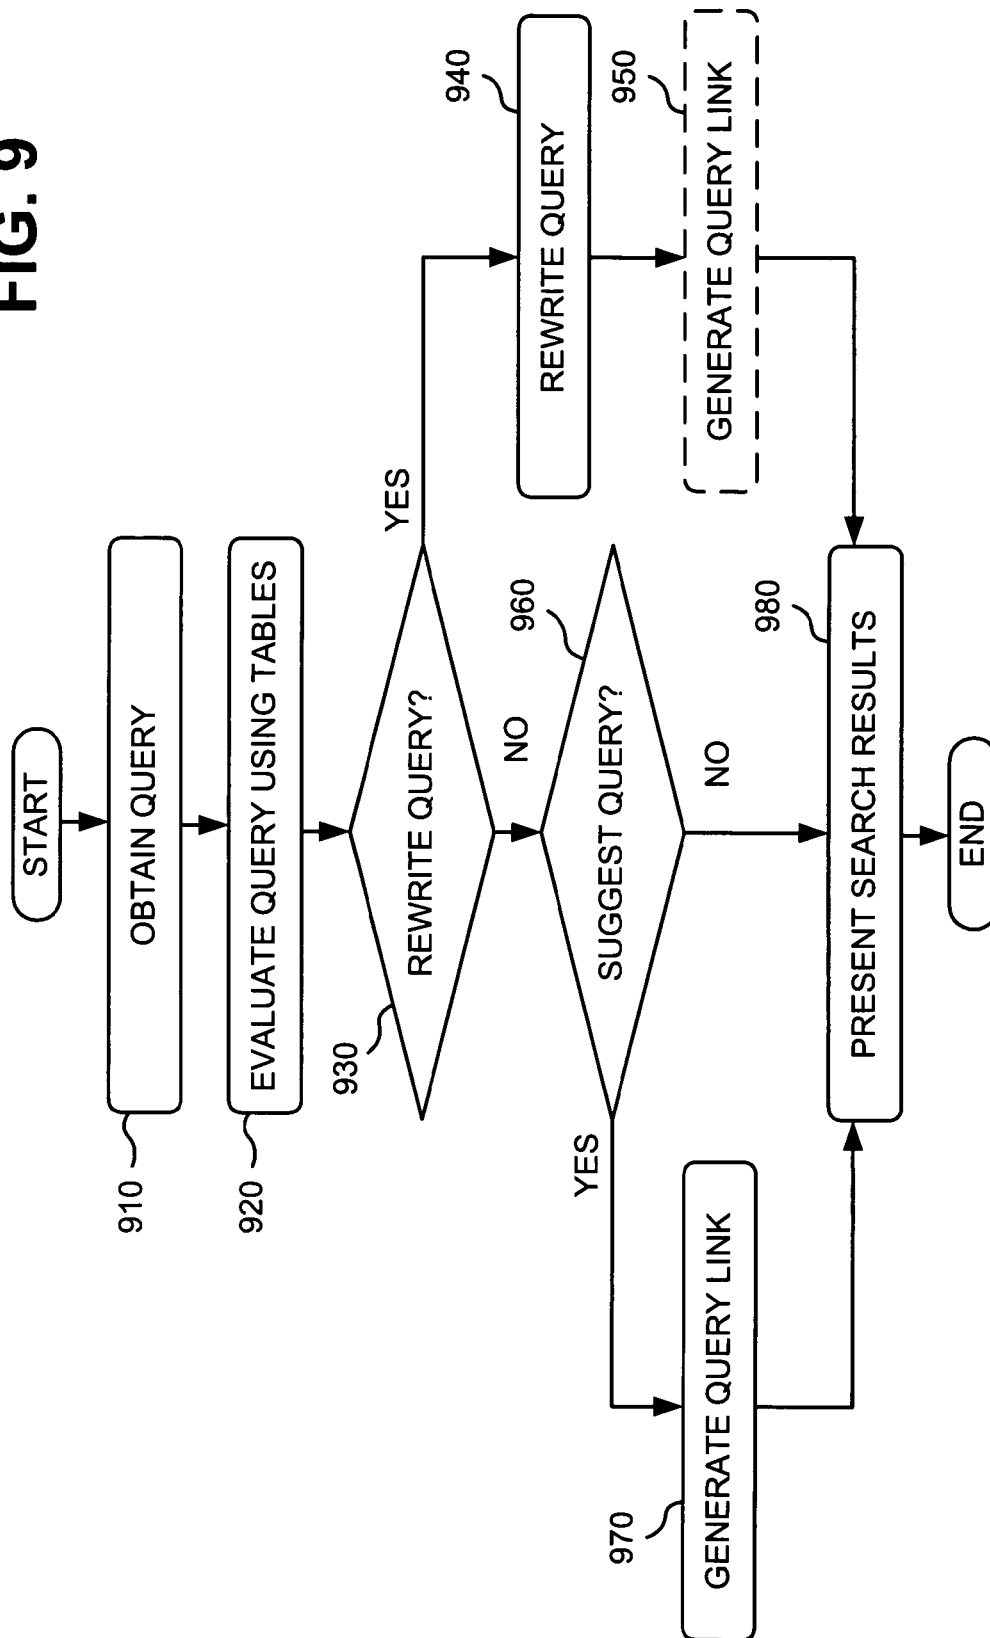 FIG. 9
START
OBTAIN QUERY
910
EVALUATE QUERY USING TABLES
920
REWRITE QUERY?
930
YES
NO
REWRITE QUERY
940
GENERATE QUERY LINK
950
SUGGEST QUERY?
960
YES
NO
GENERATE QUERY LINK
970
PRESENT SEARCH RESULTS
980
END